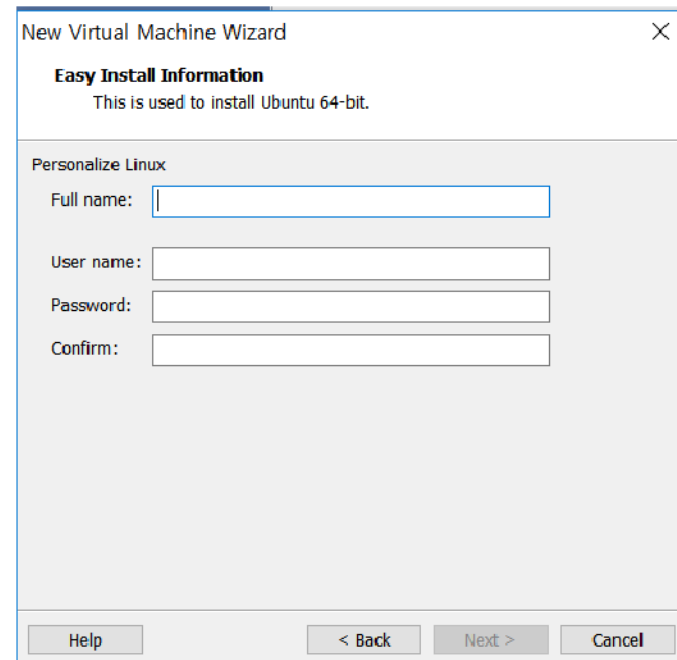 New Virtual Machine Wizard
Easy Install Information
This is used to install Ubuntu 64-bit.
Personalize Linux
Full name:
User name:
Password:
Confirm:
Help < Back Next > Cancel